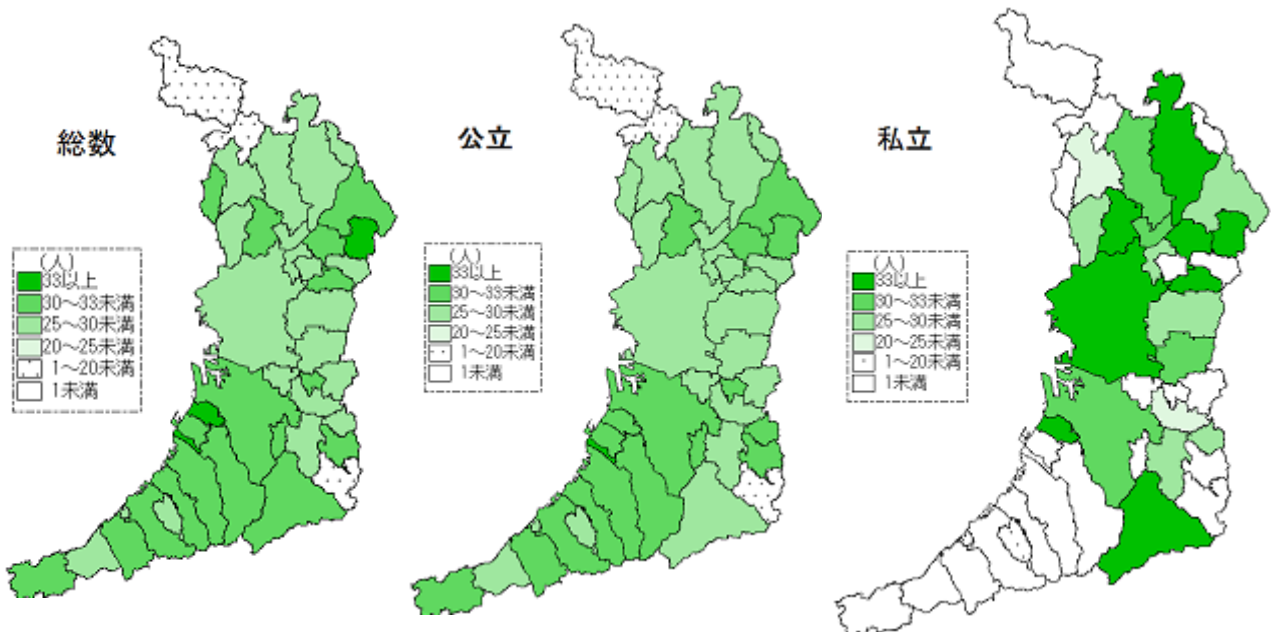 総数
(人)
33以上
30～33未満
25～30未満
20～25未満
1～20未満
1未満
公立
(人)
33以上
30～33未満
25～30未満
20～25未満
1～20未満
1未満
私立
(人)
33以上
30～33未満
25～30未満
20～25未満
1～20未満
1未満